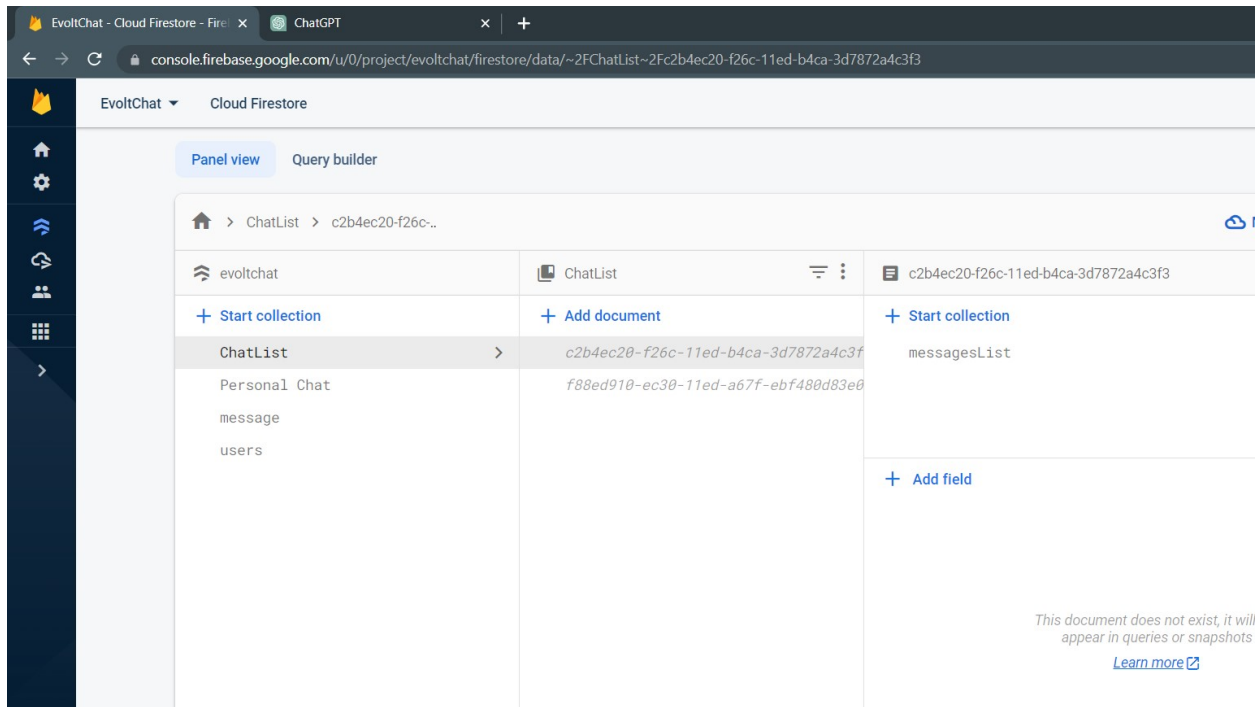 EvoltChat - Cloud Firestore - Fire
ChatGPT
console.firebase.google.com/u/0/project/evoltchat/firestore/data/~2FChatList~2Fc2b4ec20-f26c-11ed-b4ca-3d7872a4c3f3
EvoltChat Cloud Firestore
Panel view Query builder
> ChatList > c2b4ec20-f26c-..
evoltchat ChatList c2b4ec20-f26c-11ed-b4ca-3d7872a4c3f3
+ Start collection + Add document + Start collection
ChatList c2b4ec20-f26c-11ed-b4ca-3d7872a4c3f messagesList
Personal Chat f88ed910-ec30-11ed-a67f-ebf480d83e0
message
users
+ Add field
This document does not exist, it will
appear in queries or snapshots
Learn more